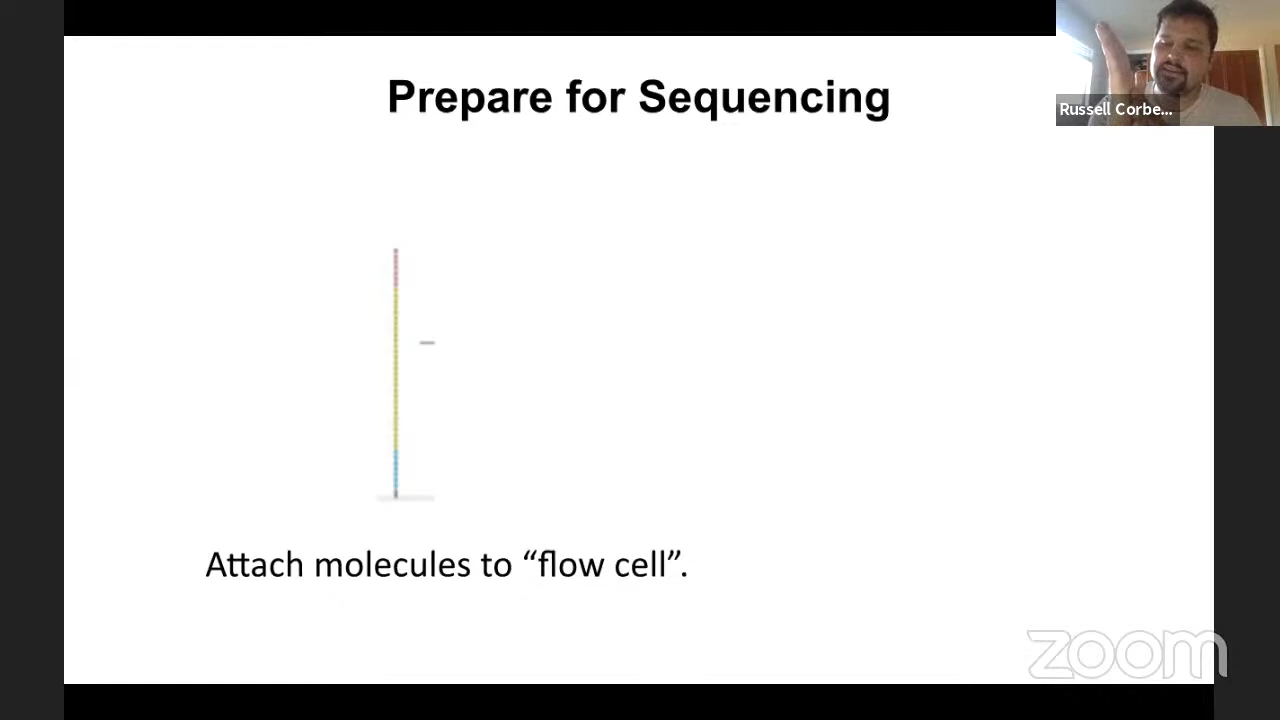 Prepare for Sequencing
Russell Corbe...
Attach molecules to “flow cell”.
zoom